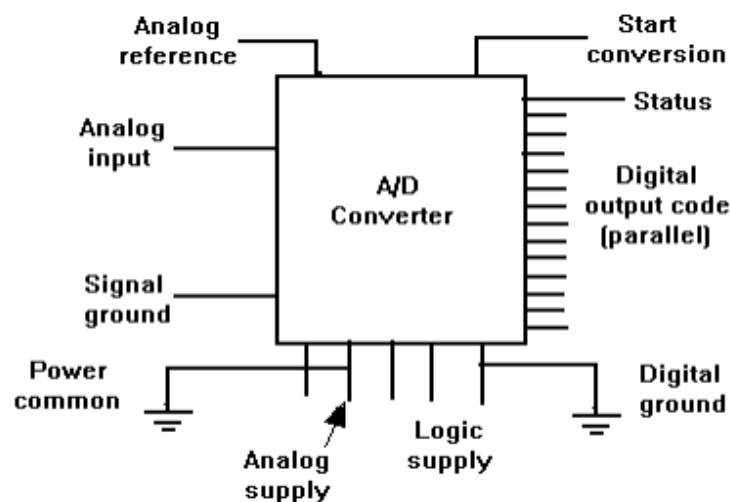 Analog
reference
Start
conversion
Status
Analog
input
A/D
Converter
Digital
output code
(parallel)
Signal
ground
Power
common
Digital
ground
Logic
supply
Analog
supply